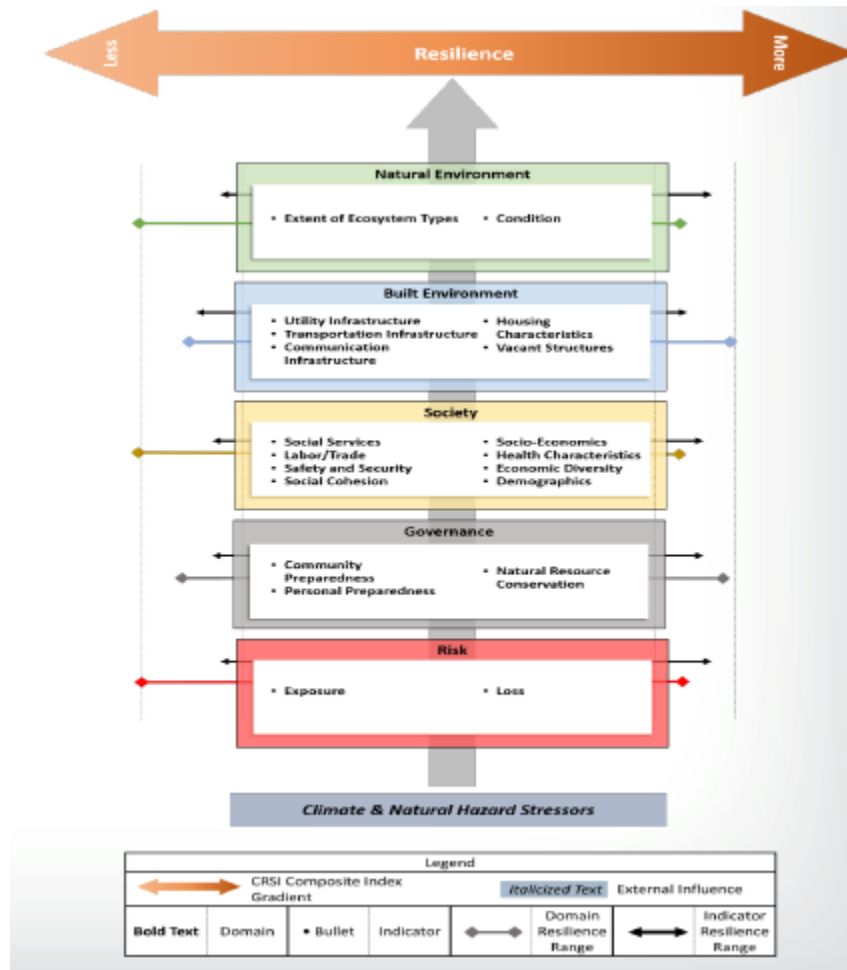 Less
Resilience
More
Natural Environment
• Extent of Ecosystem Types
• Condition
Built Environment
• Utility Infrastructure
• Transportation Infrastructure
• Communication
Infrastructure
• Housing
Characteristics
• Vacant Structures
Society
• Social Services
• Labor/Trade
• Safety and Security
• Social Cohesion
• Socio-Economics
• Health Characteristics
• Economic Diversity
• Demographics
Governance
• Community
Preparedness
• Personal Preparedness
• Natural Resource
Conservation
Risk
• Exposure
• Loss
Climate & Natural Hazard Stressors
Legend
CRSI Composite Index
Gradient
Italicized Text
External Influence
Bold Text
Domain
• Bullet
Indicator
Domain
Resilience
Range
Indicator
Resilience
Range